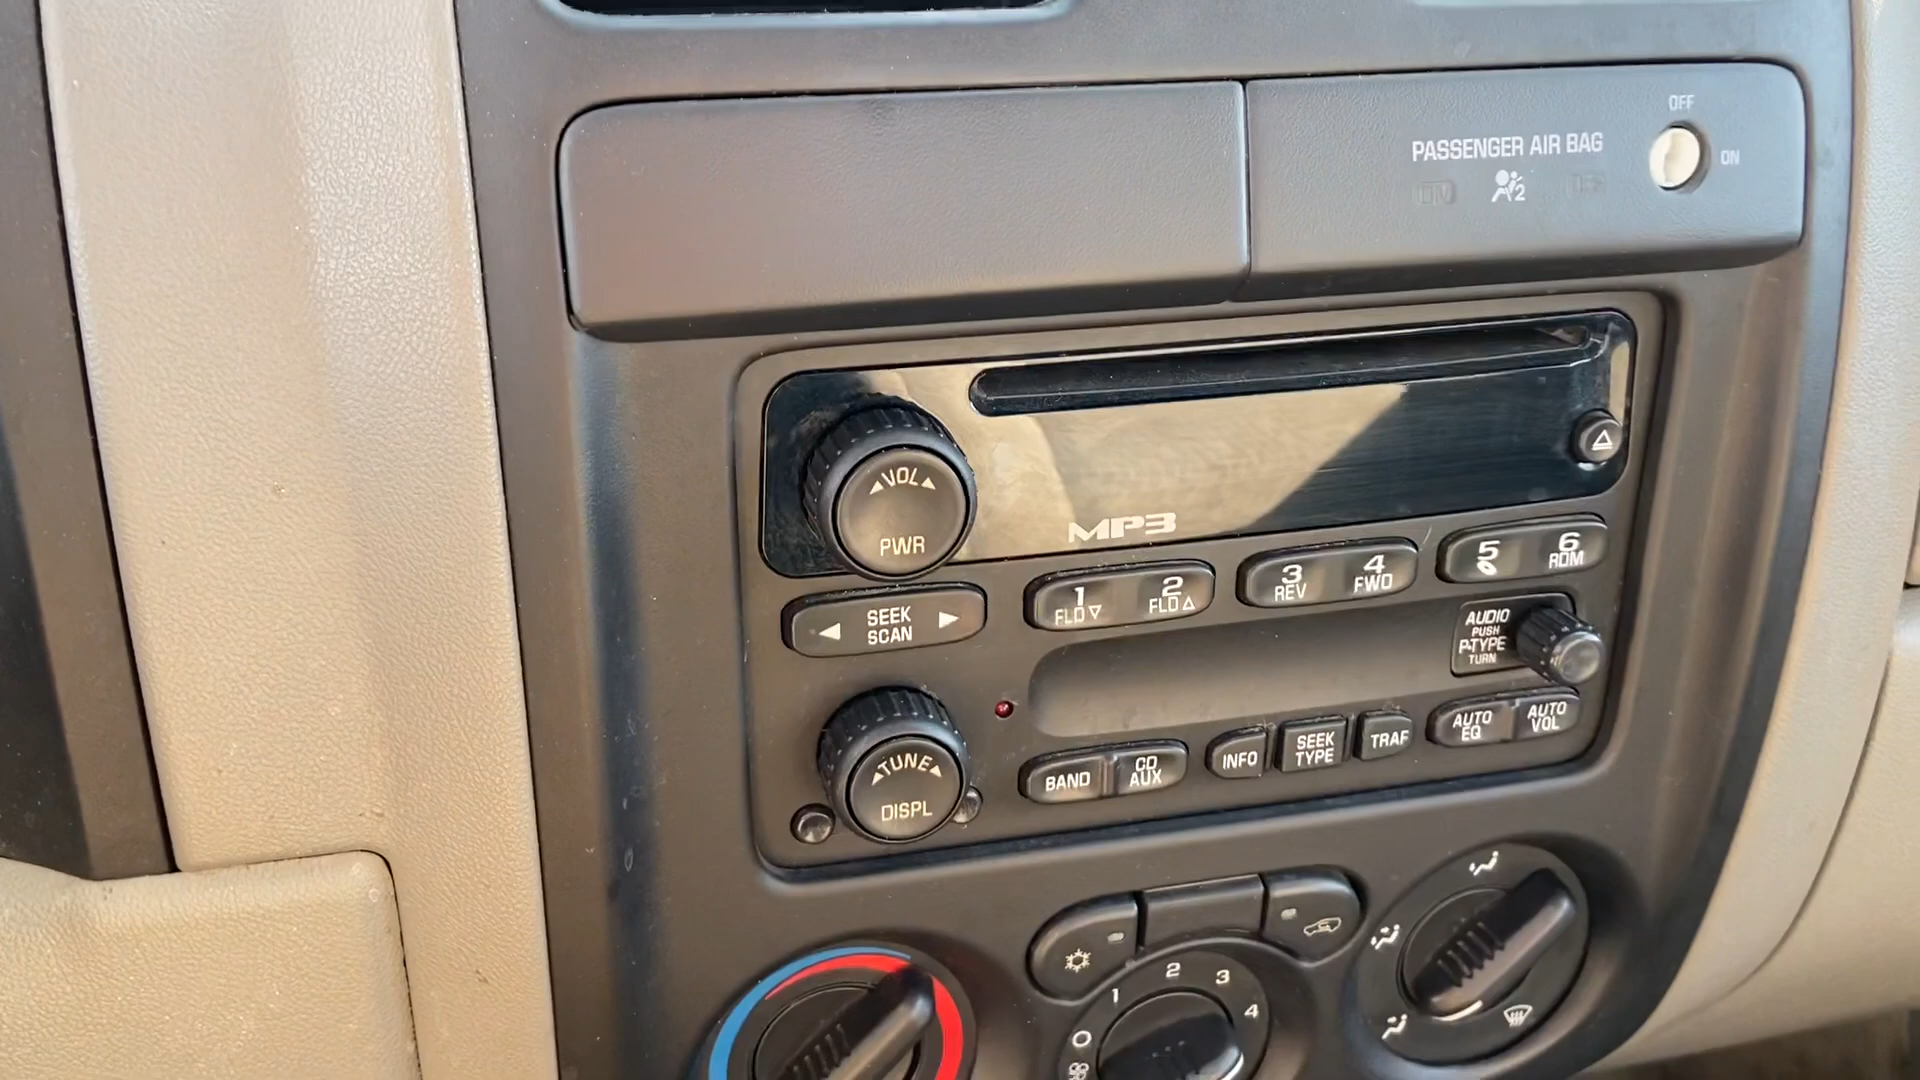 OFF
PASSENGER AIR BAG
ON
2
VOL
PWR
MP3
1
FLD
2
FLD
3
REV
4
FWD
5
6
RDM
SEEK
SCAN
AUDIO
PUSH
P-TYPE
TURN
TUNE
DISPL
BAND
CD
AUX
INFO
SEEK
TYPE
TRAF
AUTO
EQ
AUTO
VOL
0
1
2
3
4